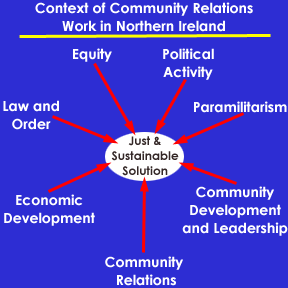 Context of Community Relations
Work in Northern Ireland
Equity
Political
Activity
Law and
Order
Paramilitarism
Just &
Sustainable
Solution
Economic
Development
Community
Development
and Leadership
Community
Relations